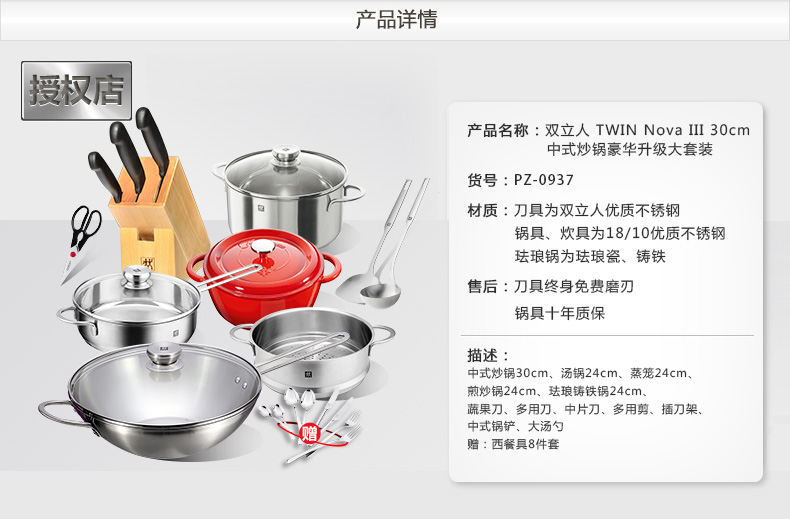 产品详情
授权店
产品名称：双立人 TWIN Nova III 30cm
中式炒锅豪华升级大套装
货号：PZ-0937
材质：刀具为双立人优质不锈钢
锅具、炊具为18/10优质不锈钢
珐琅锅为珐琅瓷、铸铁
售后：刀具终身免费磨刃
锅具十年质保
描述：
中式炒锅30cm、汤锅24cm、蒸笼24cm、
煎炒锅24cm、珐琅铸铁锅24cm、
蔬果刀、多用刀、中片刀、多用剪、插刀架、
中式锅铲、大汤勺
赠：西餐具8件套
赠